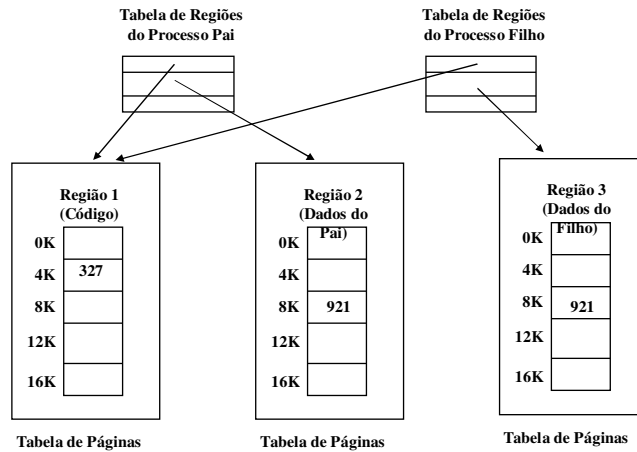 Tabela de Regiões
do Processo Pai
Tabela de Regiões
do Processo Filho
Região 1
(Código)
0K
4K
327
8K
12K
16K
Tabela de Páginas
Região 2
(Dados do
Pai)
0K
4K
8K
921
12K
16K
Tabela de Páginas
Região 3
(Dados do
Filho)
0K
4K
8K
921
12K
16K
Tabela de Páginas